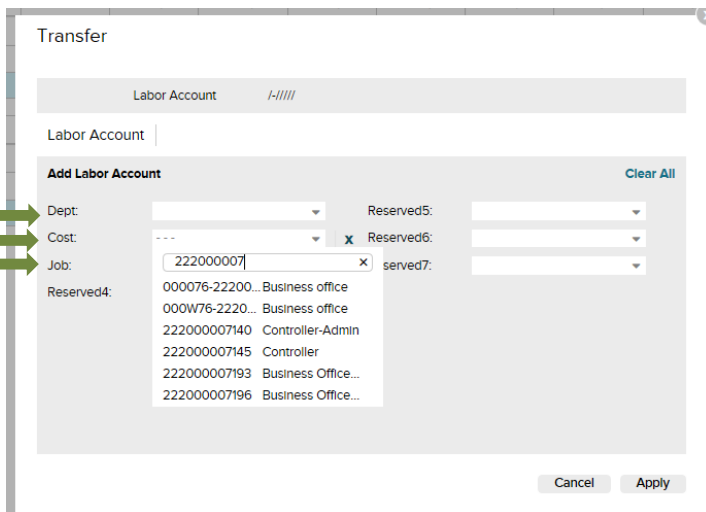 Transfer
Labor Account /-/////
Labor Account
Add Labor Account Clear All
Dept: Reserved5:
Cost: --- x Reserved6:
Job: 222000007 × served7:
Reserved4:
000076-22200... Business office
000W76-2220... Business office
222000007140 Controller-Admin
222000007145 Controller
222000007193 Business Office...
222000007196 Business Office...
Cancel Apply